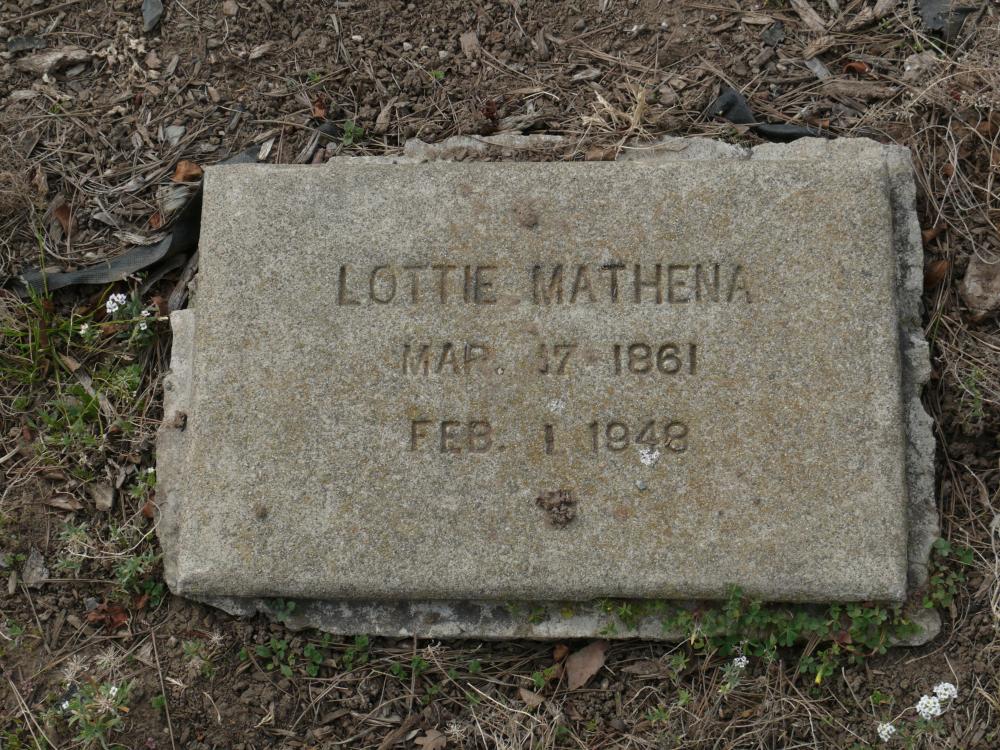 LOTTIE MATHENA
MAR. 17 1861
FEB. 1 1948